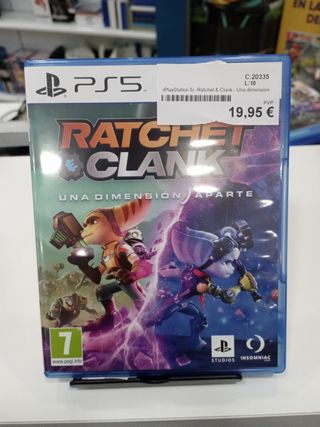 PS5
C:20335
L:10
(PlayStation 5) -Ratchet & Clank - Una dimensión
PVP:
19,95 €
RATCHET
& CLANK
UNA DIMENSIÓN APARTE
7
www.pegi.info
STUDIOS
INSOMNIAC